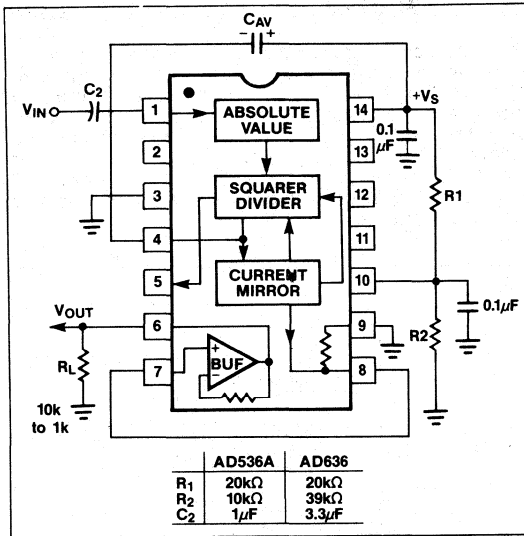 CAV
− +
C2
VIN
+VS
1
ABSOLUTE
VALUE
14
0.1
µF
2
13
R1
3
SQUARER
DIVIDER
12
4
11
5
CURRENT
MIRROR
10
VOUT
6
9
0.1µF
R2
RL
7
+
BUF
−
8
10k
to 1k
AD536A AD636
R1 20kΩ 20kΩ
R2 10kΩ 39kΩ
C2 1µF 3.3µF